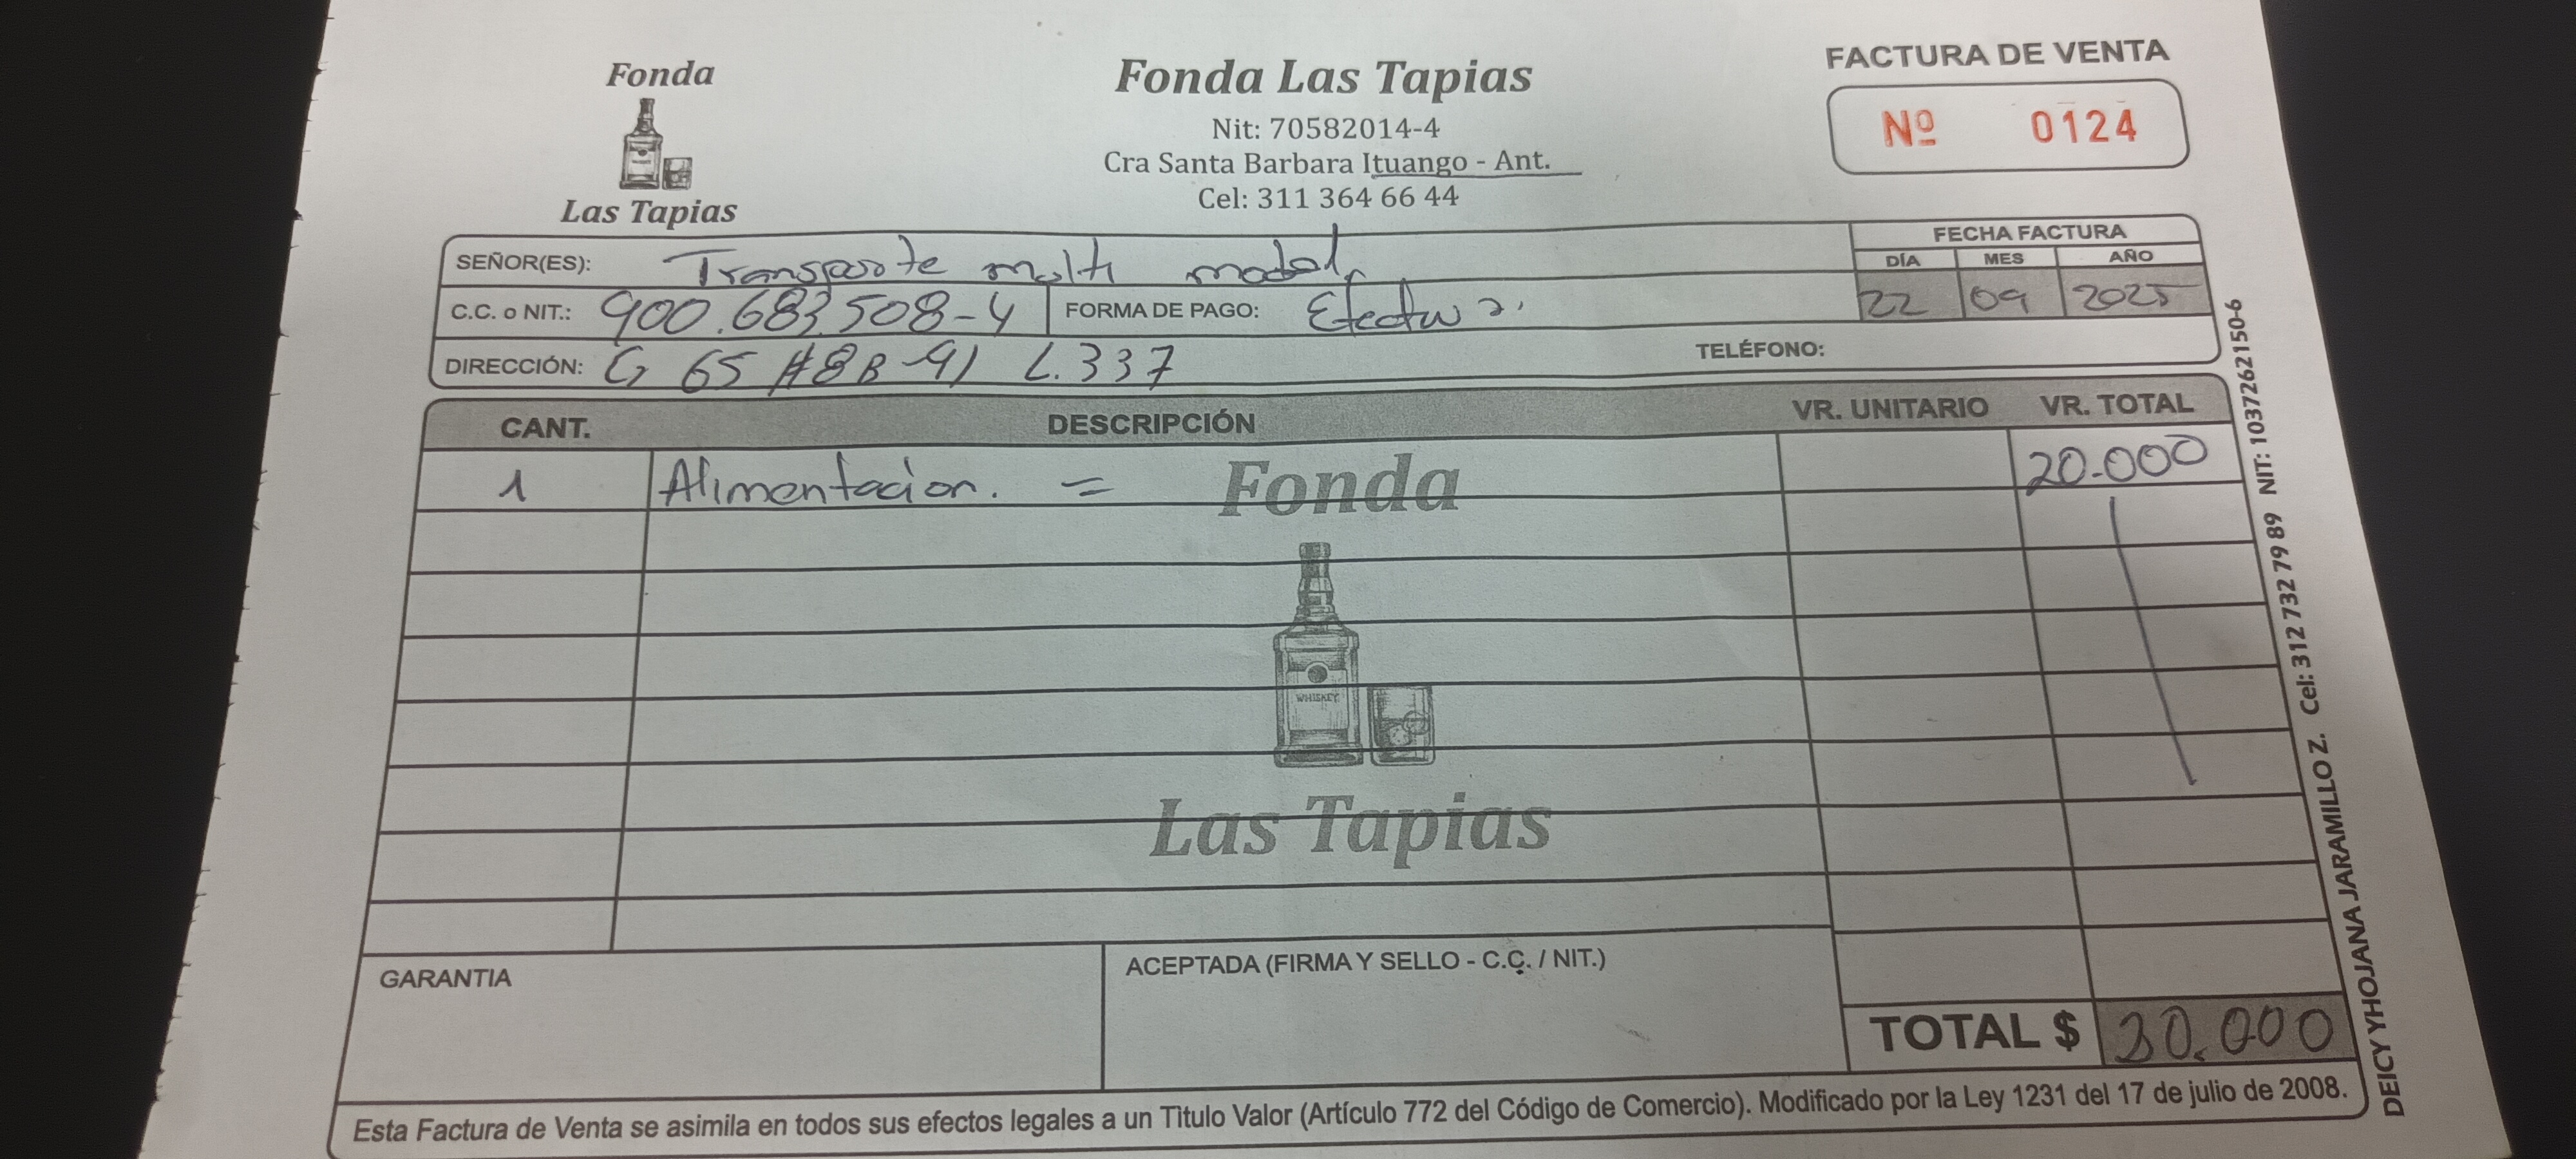 Fonda
Las Tapias
Fonda Las Tapias
Nit: 70582014-4
Cra Santa Barbara Ituango - Ant.
Cel: 311 364 66 44
FACTURA DE VENTA
Nº 0124
SEÑOR(ES): Transporte multi modal
FECHA FACTURA
DÍA MES AÑO
22 09 2025
C.C. o NIT.: 900.683.508-4 FORMA DE PAGO: Efectivo.
DIRECCIÓN: Cr 65 #8B-91 L.337 TELÉFONO:
CANT. DESCRIPCIÓN VR. UNITARIO VR. TOTAL
1 Alimentacion. = 20.000
Fonda
WHISKEY
Las Tapias
GARANTIA
ACEPTADA (FIRMA Y SELLO - C.C. / NIT.)
TOTAL $ 20.000
Esta Factura de Venta se asimila en todos sus efectos legales a un Titulo Valor (Artículo 772 del Código de Comercio). Modificado por la Ley 1231 del 17 de julio de 2008.
DEICY YHOJANA JARAMILLO Z. Cel: 312 732 79 89 NIT: 1037262150-6